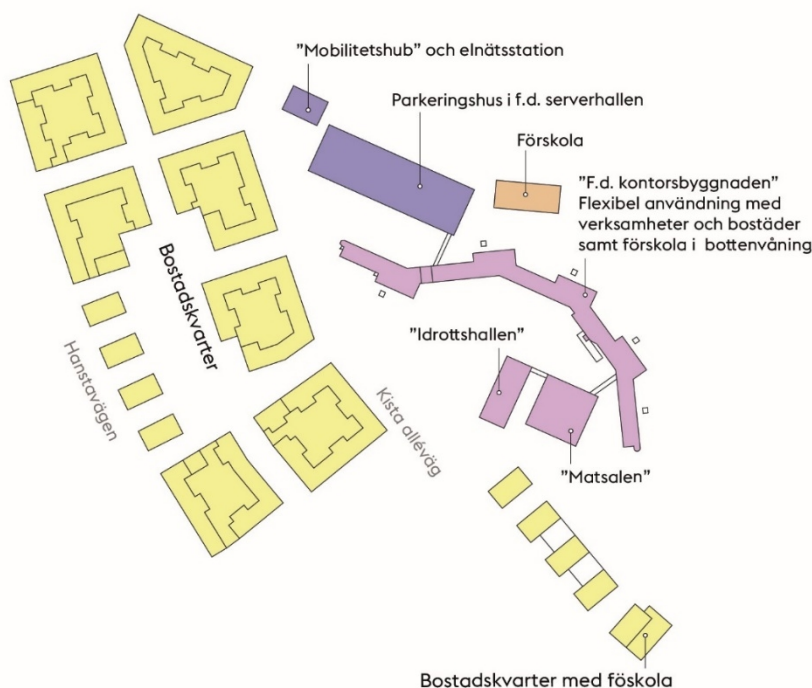 "Mobilitetshub" och elnätsstation
Parkeringshus i f.d. serverhallen
Förskola
"F.d. kontorsbyggnaden"
Flexibel användning med
verksamheter och bostäder
samt förskola i bottenvåning
Bostadskvarter
"Idrottshallen"
Hanstavägen
Kista alléväg
"Matsalen"
Bostadskvarter med föskola